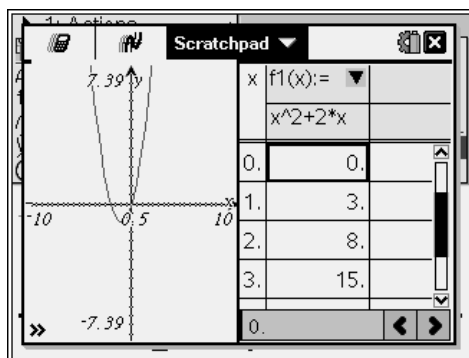 1: Actions
Scratchpad
7.39 y
x
-10 0.5 10
-7.39
x f1(x):=
x^2+2*x
0. 0.
1. 3.
2. 8.
3. 15.
0.